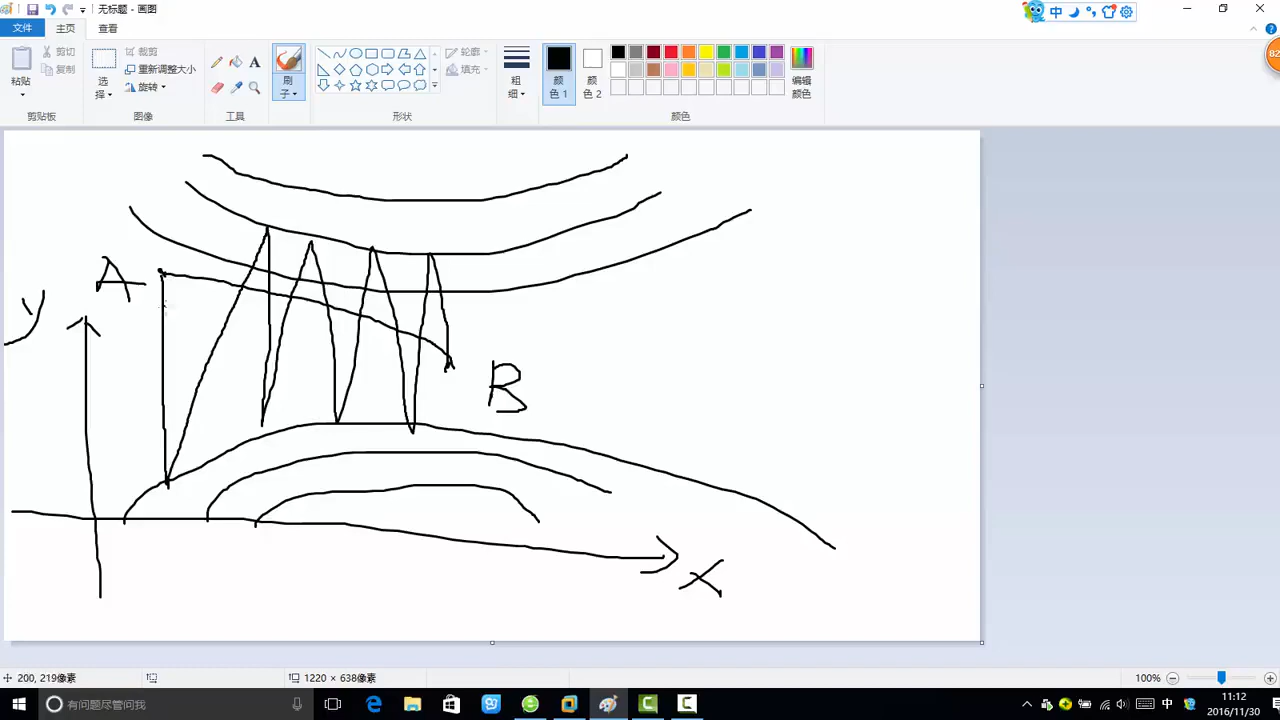 无标题 - 画图
中
文件
主页
查看
82
粘贴
剪切
复制
剪贴板
选择
裁剪
重新调整大小
旋转
图像
A
工具
刷子
轮廓
填充
形状
粗细
颜色 1
颜色 2
编辑颜色
颜色
A
y
B
x
200, 219像素
1220 × 638像素
100%
有问题尽管问我
中
11:12
2016/11/30